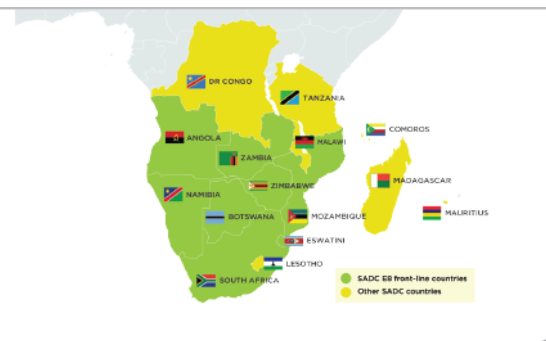 DR CONGO
TANZANIA
COMOROS
ANGOLA
MALAWI
ZAMBIA
MADAGASCAR
ZIMBABWE
NAMIBIA
BOTSWANA
MOZAMBIQUE
MAURITIUS
ESWATINI
LESOTHO
SOUTH AFRICA
SADC E8 front-line countries
Other SADC countries